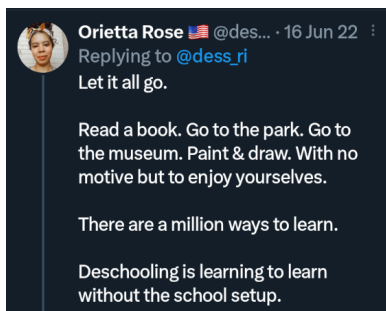 Orietta Rose 🇺🇸 @des... · 16 Jun 22
Replying to @dess_ri
Let it all go.
Read a book. Go to the park. Go to
the museum. Paint & draw. With no
motive but to enjoy yourselves.
There are a million ways to learn.
Deschooling is learning to learn
without the school setup.